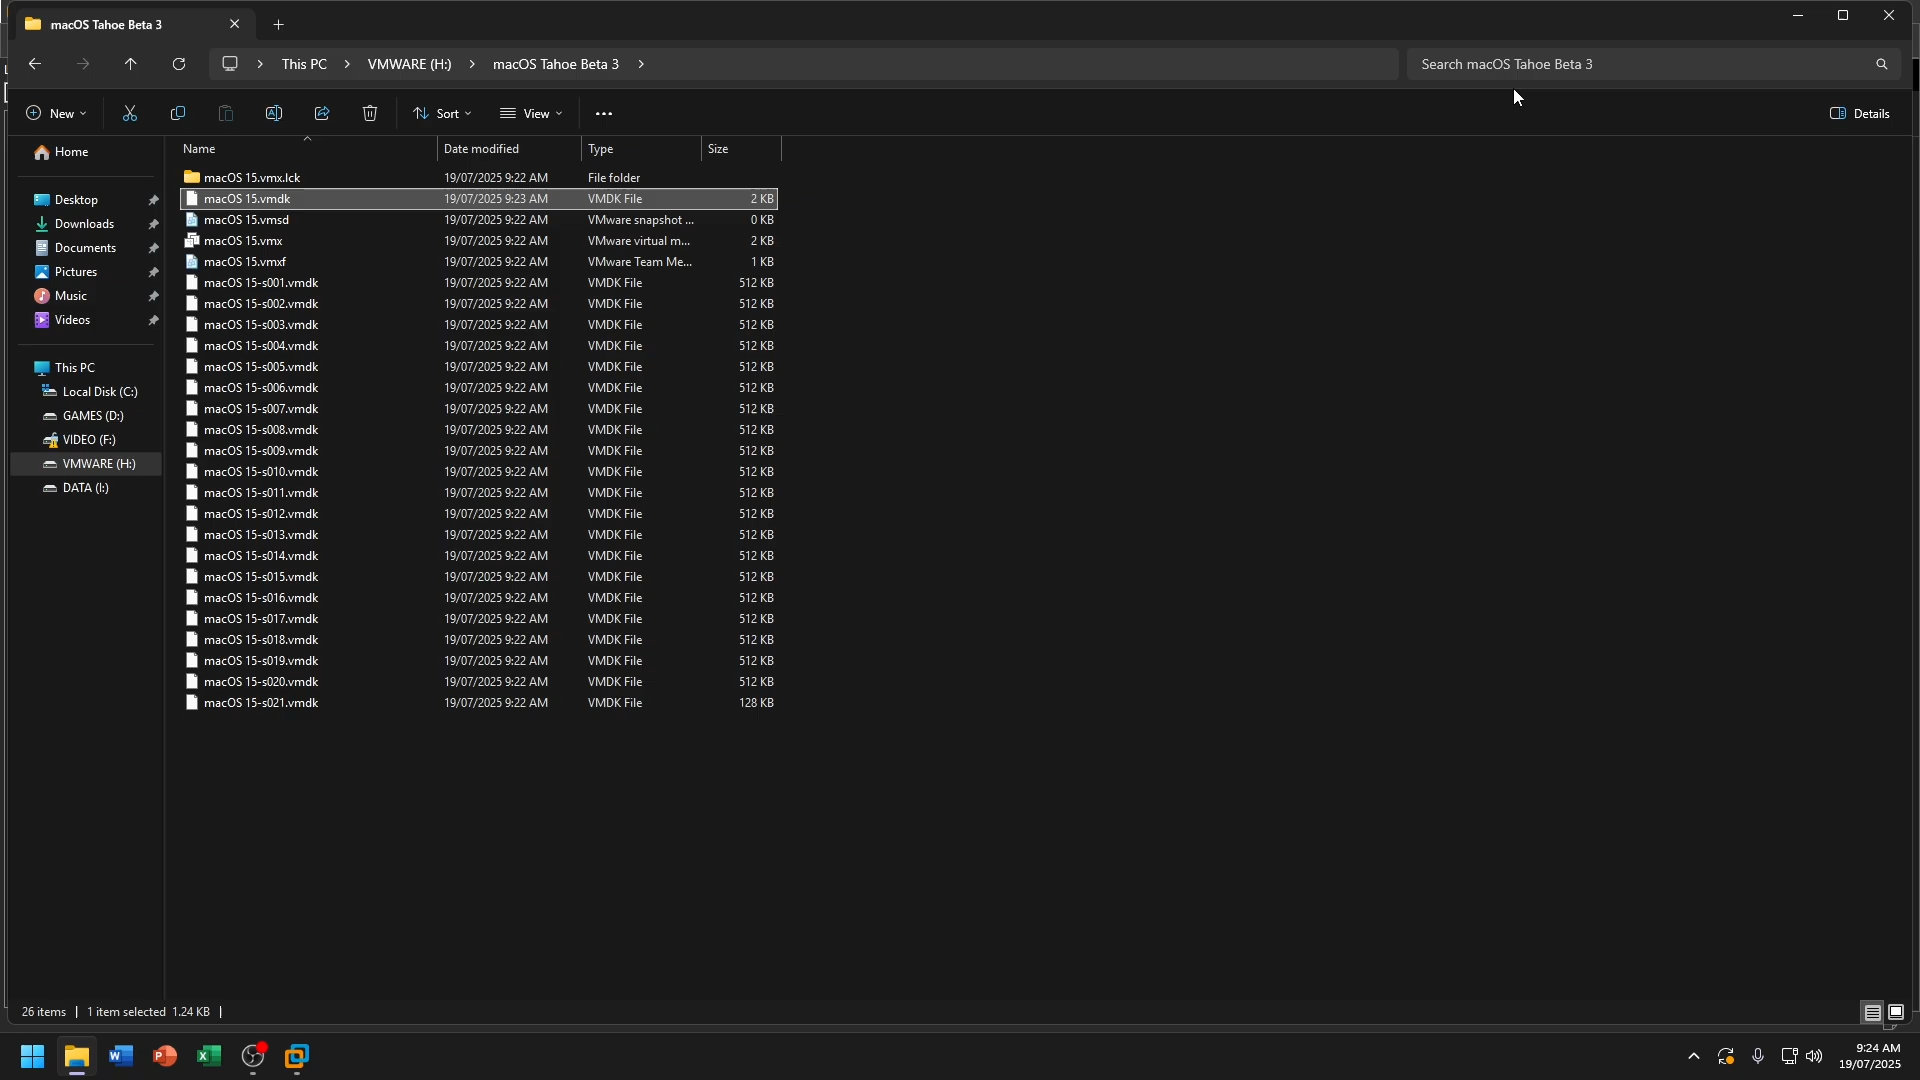 macOS Tahoe Beta 3
This PC VMWARE (H:) macOS Tahoe Beta 3
Search macOS Tahoe Beta 3
New Sort View Details
Home
Desktop
Downloads
Documents
Pictures
Music
Videos
This PC
Local Disk (C:)
GAMES (D:)
VIDEO (F:)
VMWARE (H:)
DATA (I:)
Name Date modified Type Size
macOS 15.vmx.lck 19/07/2025 9:22 AM File folder
macOS 15.vmdk 19/07/2025 9:23 AM VMDK File 2 KB
macOS 15.vmsd 19/07/2025 9:22 AM VMware snapshot ... 0 KB
macOS 15.vmx 19/07/2025 9:22 AM VMware virtual m... 2 KB
macOS 15.vmxf 19/07/2025 9:22 AM VMware Team Me... 1 KB
macOS 15-s001.vmdk 19/07/2025 9:22 AM VMDK File 512 KB
macOS 15-s002.vmdk 19/07/2025 9:22 AM VMDK File 512 KB
macOS 15-s003.vmdk 19/07/2025 9:22 AM VMDK File 512 KB
macOS 15-s004.vmdk 19/07/2025 9:22 AM VMDK File 512 KB
macOS 15-s005.vmdk 19/07/2025 9:22 AM VMDK File 512 KB
macOS 15-s006.vmdk 19/07/2025 9:22 AM VMDK File 512 KB
macOS 15-s007.vmdk 19/07/2025 9:22 AM VMDK File 512 KB
macOS 15-s008.vmdk 19/07/2025 9:22 AM VMDK File 512 KB
macOS 15-s009.vmdk 19/07/2025 9:22 AM VMDK File 512 KB
macOS 15-s010.vmdk 19/07/2025 9:22 AM VMDK File 512 KB
macOS 15-s011.vmdk 19/07/2025 9:22 AM VMDK File 512 KB
macOS 15-s012.vmdk 19/07/2025 9:22 AM VMDK File 512 KB
macOS 15-s013.vmdk 19/07/2025 9:22 AM VMDK File 512 KB
macOS 15-s014.vmdk 19/07/2025 9:22 AM VMDK File 512 KB
macOS 15-s015.vmdk 19/07/2025 9:22 AM VMDK File 512 KB
macOS 15-s016.vmdk 19/07/2025 9:22 AM VMDK File 512 KB
macOS 15-s017.vmdk 19/07/2025 9:22 AM VMDK File 512 KB
macOS 15-s018.vmdk 19/07/2025 9:22 AM VMDK File 512 KB
macOS 15-s019.vmdk 19/07/2025 9:22 AM VMDK File 512 KB
macOS 15-s020.vmdk 19/07/2025 9:22 AM VMDK File 512 KB
macOS 15-s021.vmdk 19/07/2025 9:22 AM VMDK File 128 KB
26 items 1 item selected 1.24 KB
9:24 AM
19/07/2025